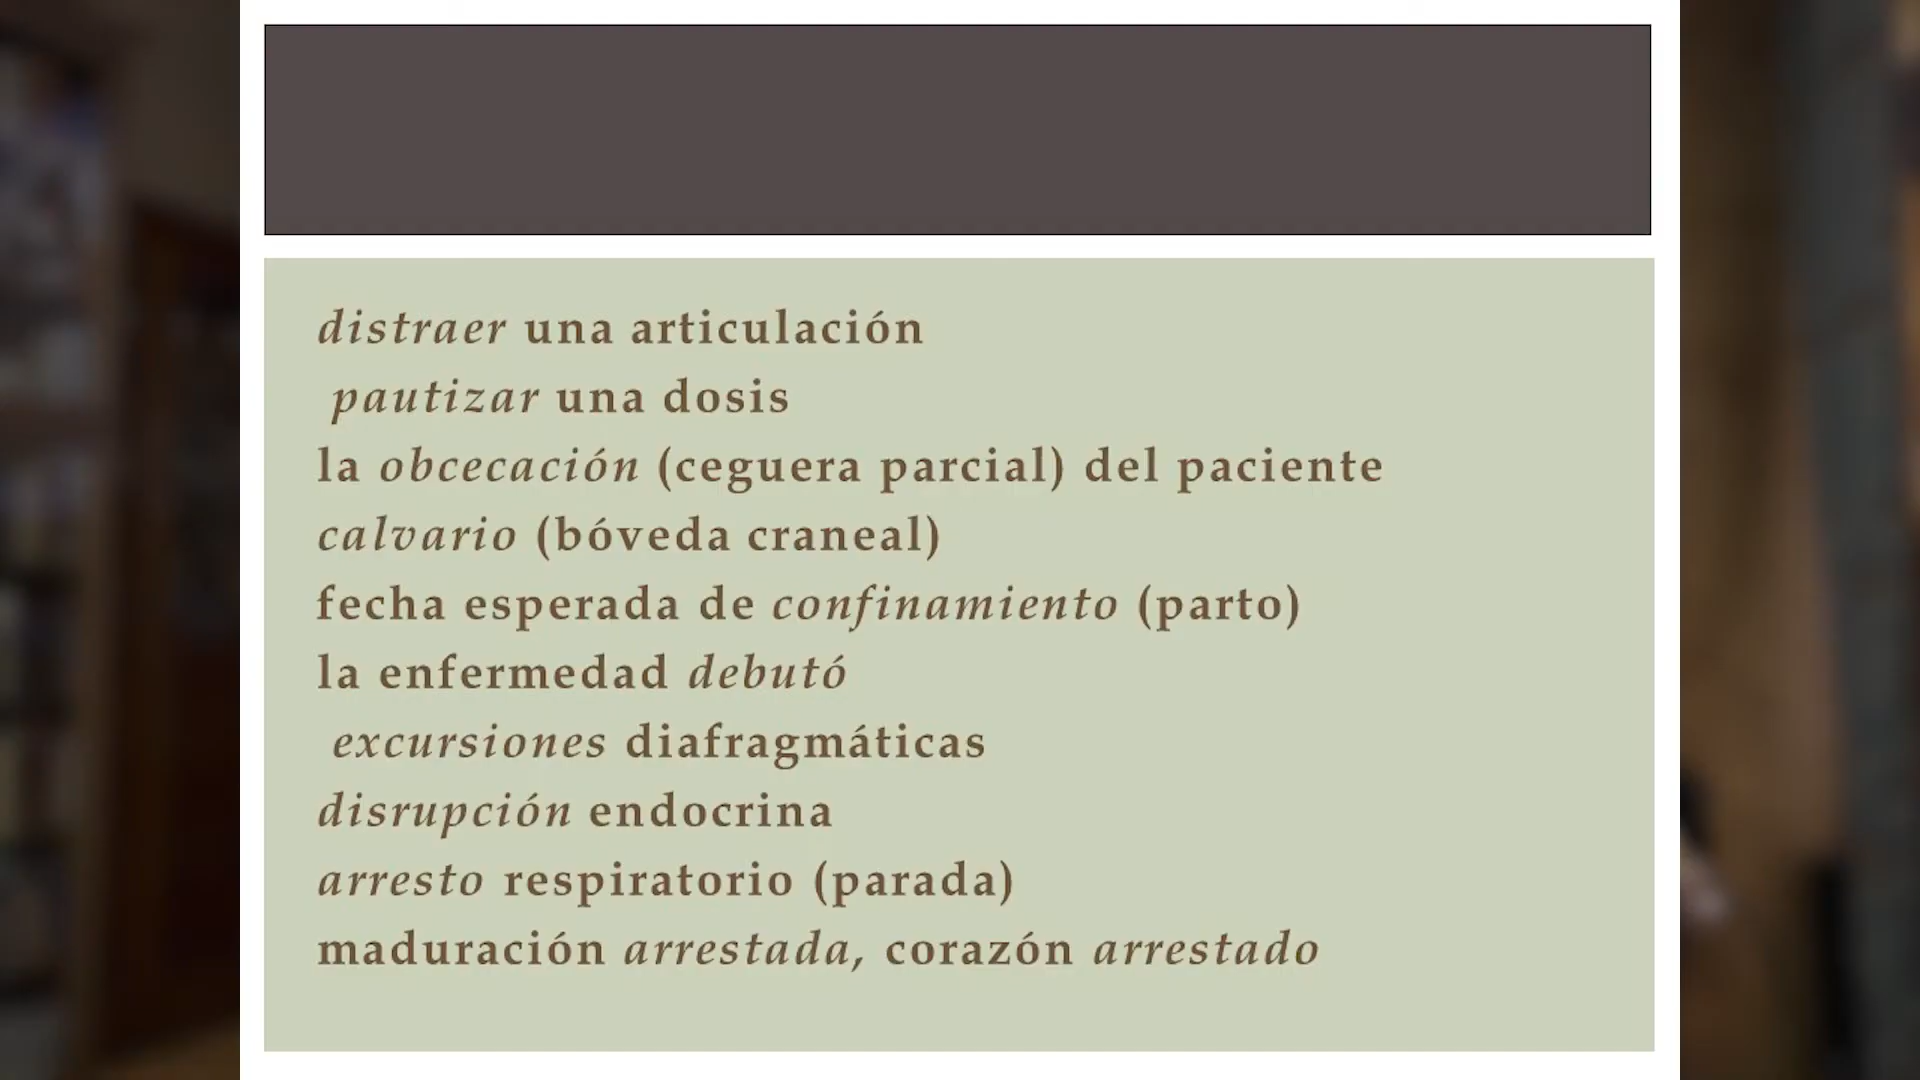 distraer una articulación
pautizar una dosis
la obcecación (ceguera parcial) del paciente
calvario (bóveda craneal)
fecha esperada de confinamiento (parto)
la enfermedad debutó
excursiones diafragmáticas
disrupción endocrina
arresto respiratorio (parada)
maduración arrestada, corazón arrestado